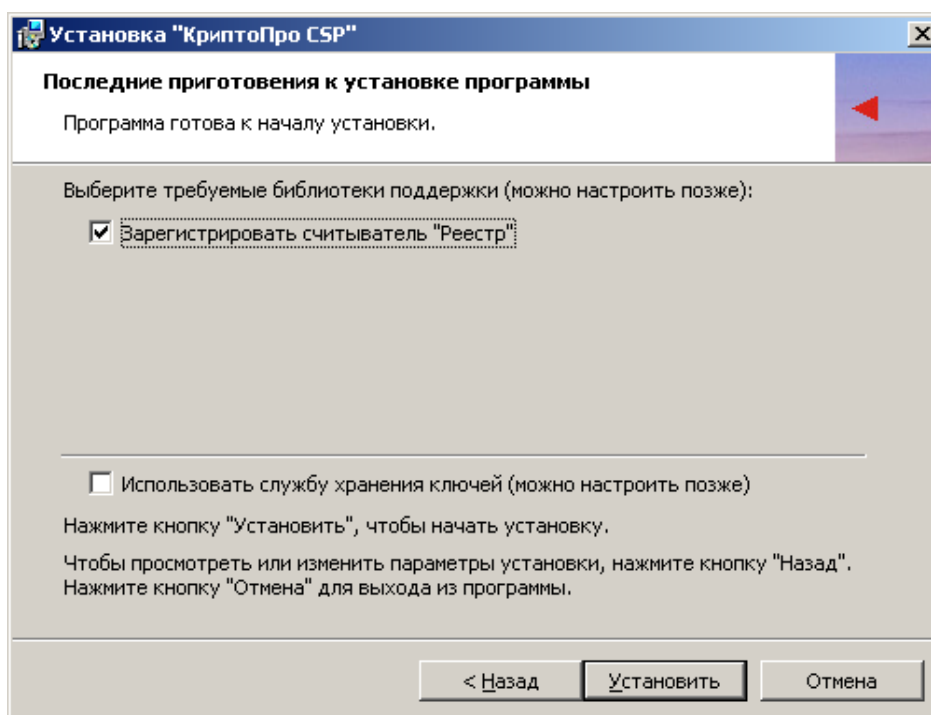 Установка "КриптоПро CSP"
Последние приготовения к установке программы
Программа готова к началу установки.
Выберите требуемые библиотеки поддержки (можно настроить позже):
Зарегистрировать считыватель "Реестр"
Использовать службу хранения ключей (можно настроить позже)
Нажмите кнопку "Установить", чтобы начать установку.
Чтобы просмотреть или изменить параметры установки, нажмите кнопку "Назад".
Нажмите кнопку "Отмена" для выхода из программы.
< Назад Установить Отмена